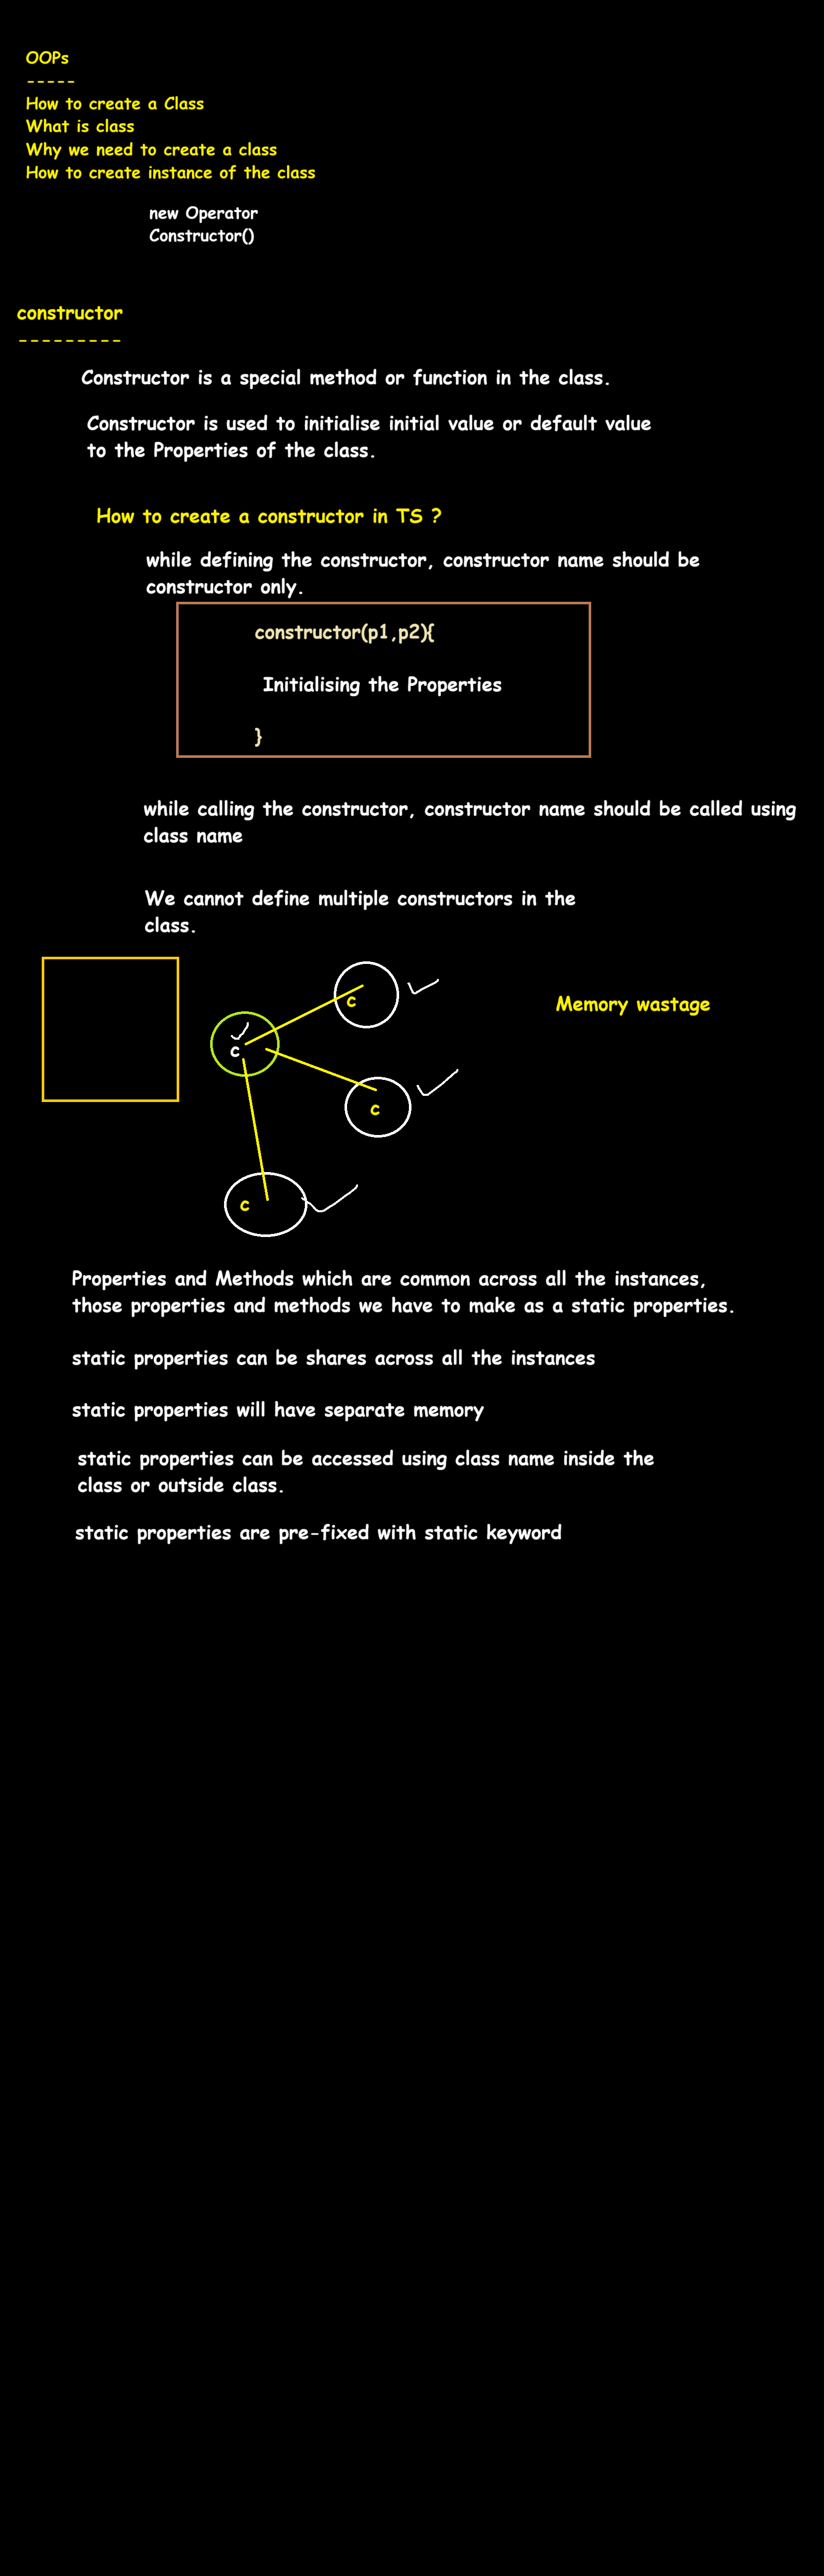 OOPs
-----
How to create a Class
What is class
Why we need to create a class
How to create instance of the class
new Operator
Constructor()
constructor
---------
Constructor is a special method or function in the class.
Constructor is used to initialise initial value or default value
to the Properties of the class.
How to create a constructor in TS ?
while defining the constructor, constructor name should be
constructor only.
constructor(p1,p2){
Initialising the Properties
}
while calling the constructor, constructor name should be called using
class name
We cannot define multiple constructors in the
class.
c
Memory wastage
c
c
c
Properties and Methods which are common across all the instances,
those properties and methods we have to make as a static properties.
static properties can be shares across all the instances
static properties will have separate memory
static properties can be accessed using class name inside the
class or outside class.
static properties are pre-fixed with static keyword